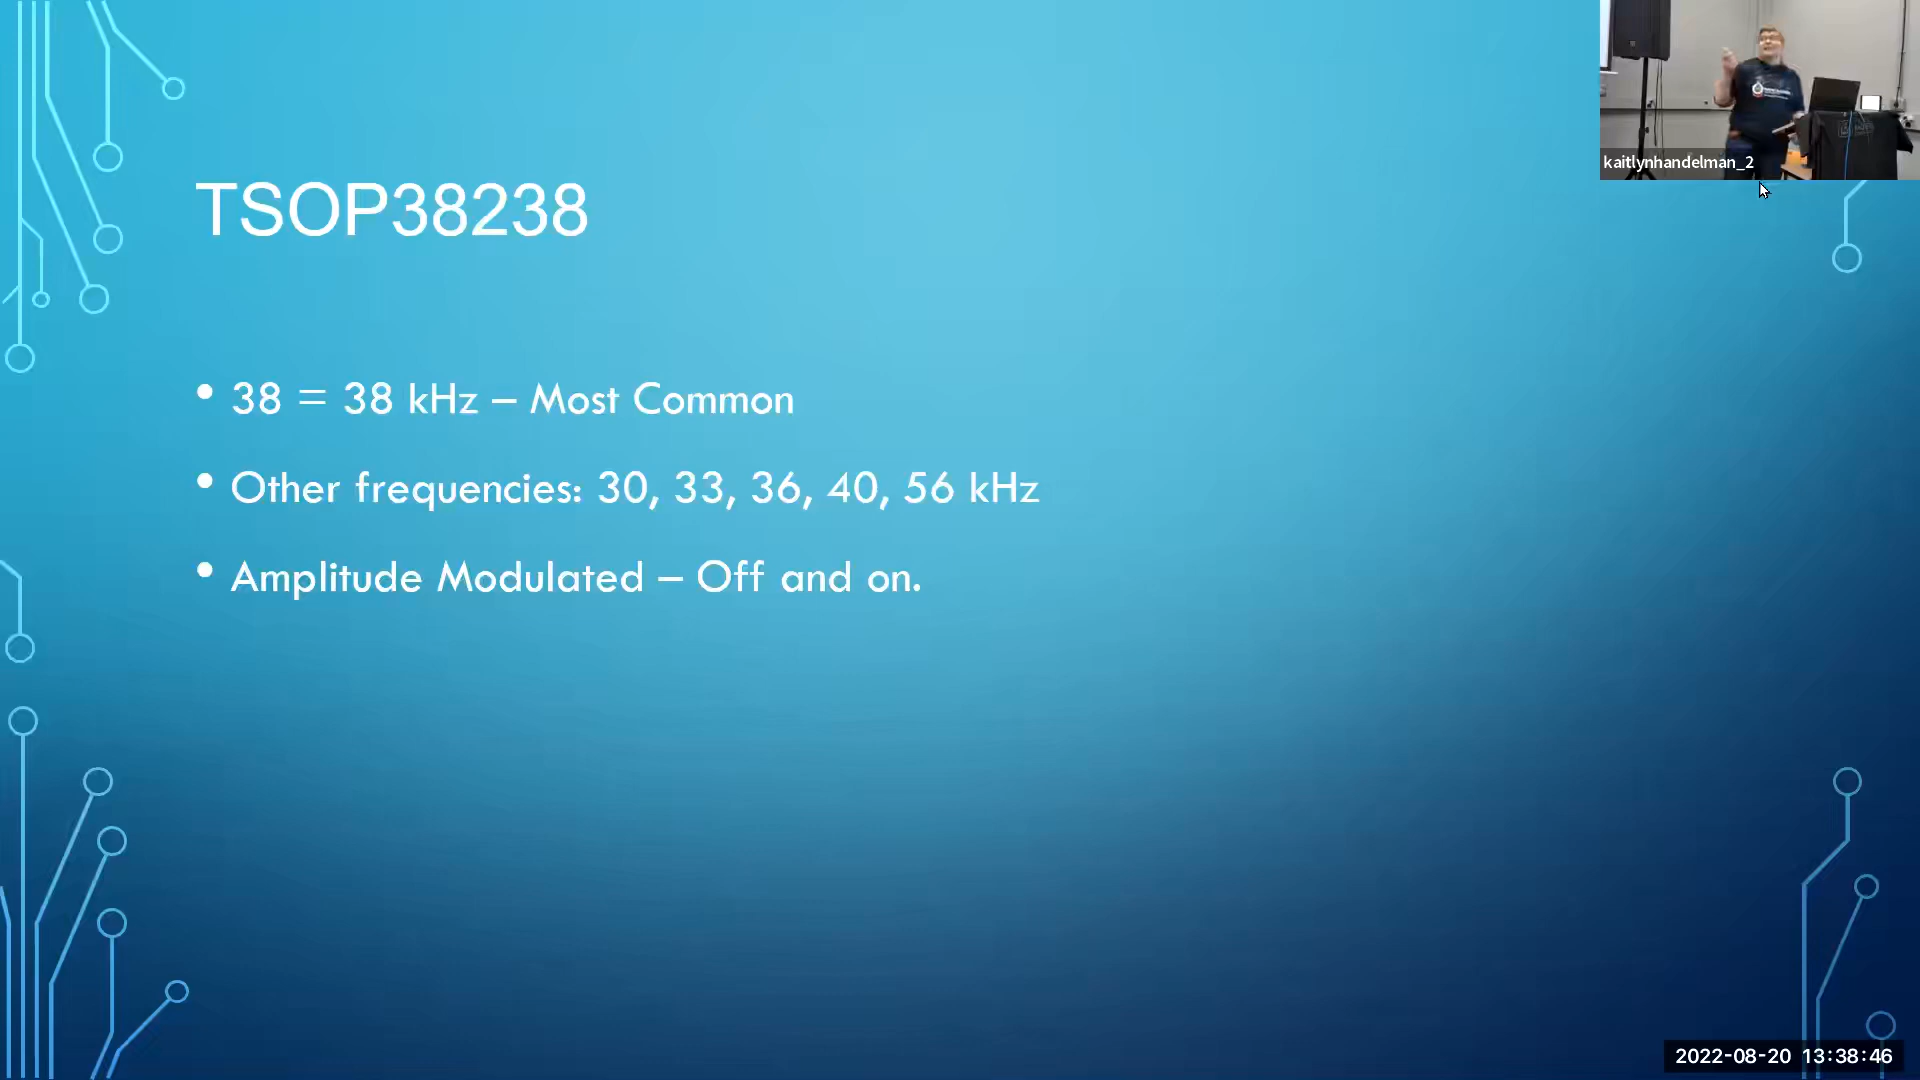 TSOP38238
• 38 = 38 kHz – Most Common
• Other frequencies: 30, 33, 36, 40, 56 kHz
• Amplitude Modulated – Off and on.
kaitlynhandelman_2
2022-08-20 13:38:46